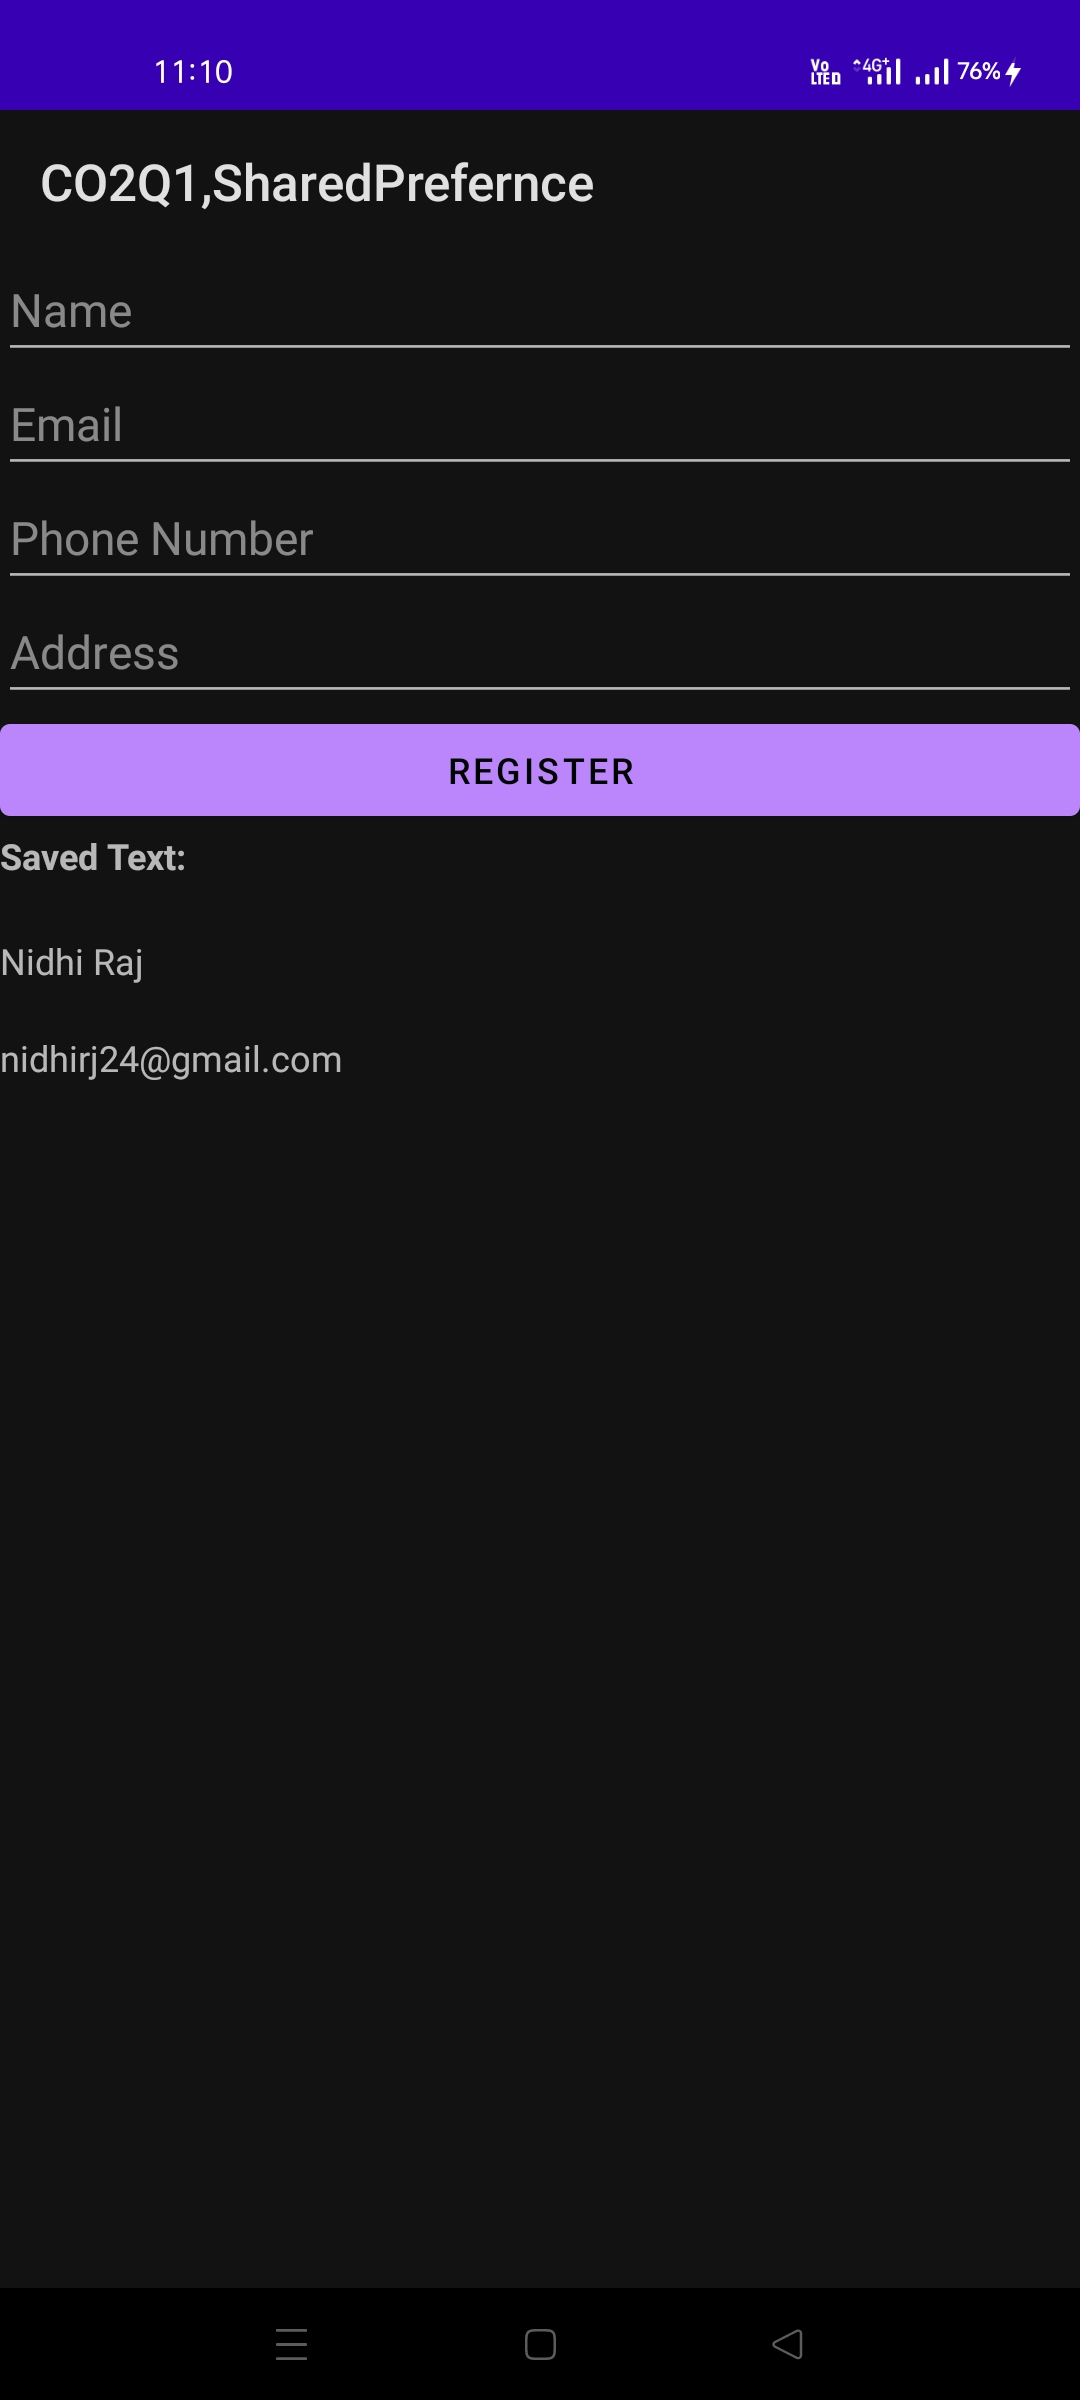 11:10 Vo LTE D 4G+ 76%
CO2Q1,SharedPrefernce
Name
Email
Phone Number
Address
REGISTER
Saved Text:
Nidhi Raj
nidhirj24@gmail.com